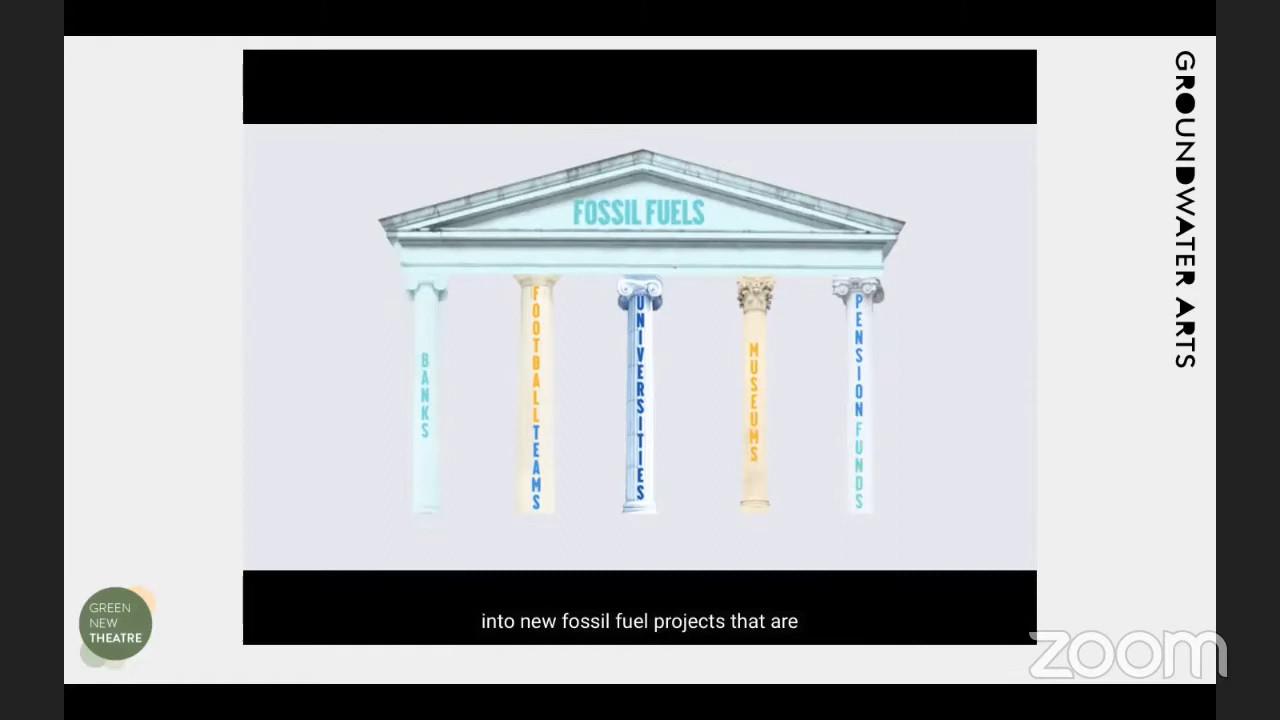 GROUNDWATER ARTS
FOSSIL FUELS
BANKS
FOOTBALL TEAMS
UNIVERSITIES
MUSEUMS
PENSION FUNDS
into new fossil fuel projects that are
GREEN
NEW
THEATRE
zoom